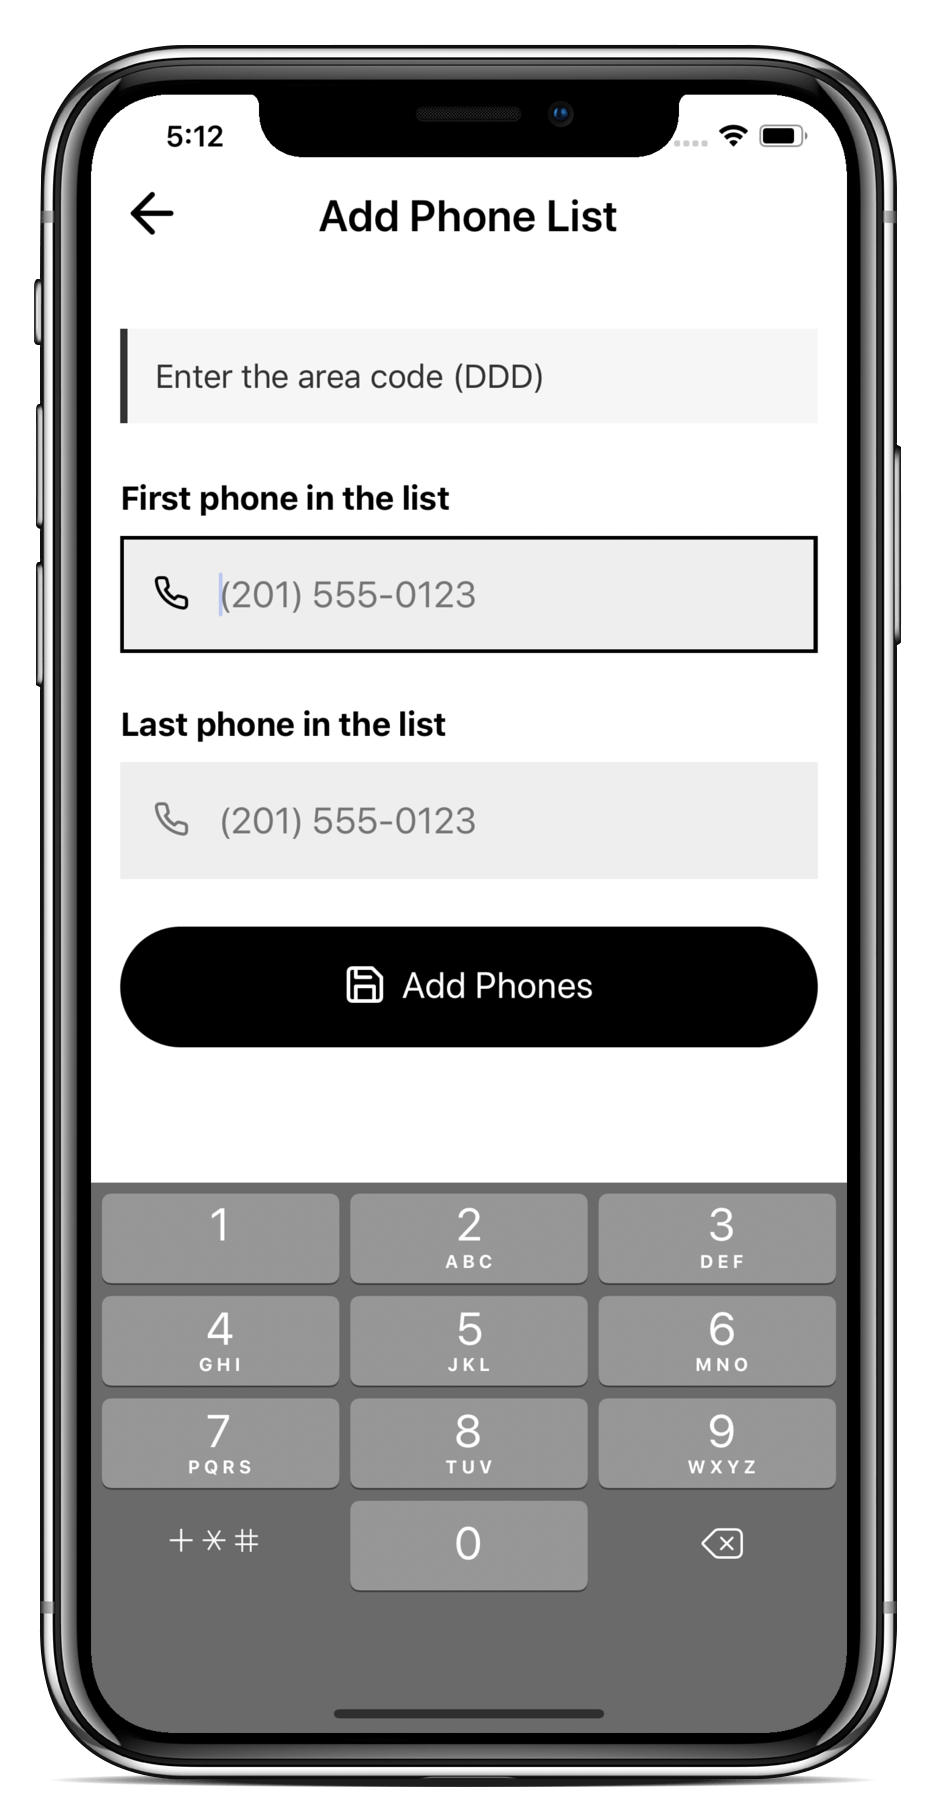 5:12
Add Phone List
Enter the area code (DDD)
First phone in the list
(201) 555-0123
Last phone in the list
(201) 555-0123
Add Phones
1 2 3
ABC DEF
4 5 6
GHI JKL MNO
7 8 9
PQRS TUV WXYZ
+*# 0